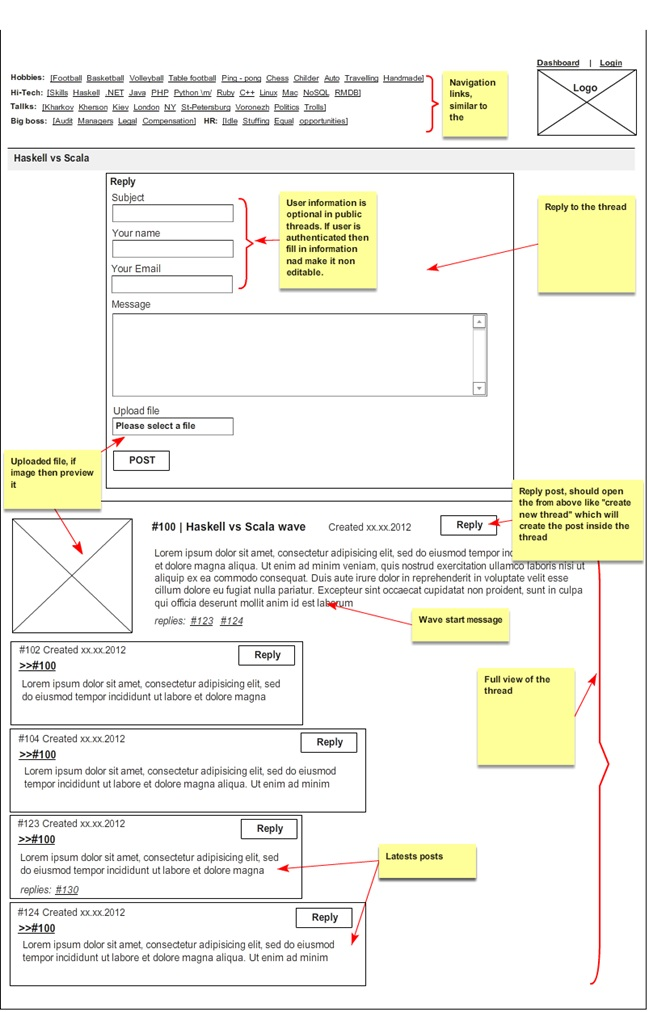 Dashboard | Login
Hobbies: [Football Basketball Volleyball Table football Ping - pong Chess Childer Auto Travelling Handmade]
Hi-Tech: [Skills Haskell .NET Java PHP Python \m/ Ruby C++ Linux Mac NoSQL RMDB]
Tallks: [Kharkov Kherson Kiev London NY St-Petersburg Voronezh Politics Trolls]
Big boss: [Audit Managers Legal Compensation] HR: [Idle Stuffing Equal opportunities]
Navigation
links,
similar to
the
Logo
Haskell vs Scala
Reply
Subject
Your name
Your Email
User information is
optional in public
threads. If user is
authenticated then
fill in information
nad make it non
editable.
Reply to the thread
Message
Upload file
Please select a file
POST
Uploaded file, if
image then preview
it
Reply post, should open
the from above like "create
new thread" which will
create the post inside the
thread
#100 | Haskell vs Scala wave
Created xx.xx.2012
Reply
Lorem ipsum dolor sit amet, consectetur adipisicing elit, sed do eiusmod tempor
et dolore magna aliqua. Ut enim ad minim veniam, quis nostrud exercitation ullamco laboris nisi ut
aliquip ex ea commodo consequat. Duis aute irure dolor in reprehenderit in voluptate velit esse
cillum dolore eu fugiat nulla pariatur. Excepteur sint occaecat cupidatat non proident, sunt in culpa
qui officia deserunt mollit anim id est laborum
replies: #123 #124
Wave start message
#102 Created xx.xx.2012
Reply
>>#100
Lorem ipsum dolor sit amet, consectetur adipisicing elit, sed
do eiusmod tempor incididunt ut labore et dolore magna
Full view of the
thread
#104 Created xx.xx.2012
Reply
>>#100
Lorem ipsum dolor sit amet, consectetur adipisicing elit, sed do eiusmod
tempor incididunt ut labore et dolore magna aliqua. Ut enim ad minim
#123 Created xx.xx.2012
Reply
>>#100
Lorem ipsum dolor sit amet, consectetur adipisicing elit, sed
do eiusmod tempor incididunt ut labore et dolore magna
replies: #130
Latests posts
#124 Created xx.xx.2012
Reply
>>#100
Lorem ipsum dolor sit amet, consectetur adipisicing elit, sed do eiusmod
tempor incididunt ut labore et dolore magna aliqua. Ut enim ad minim